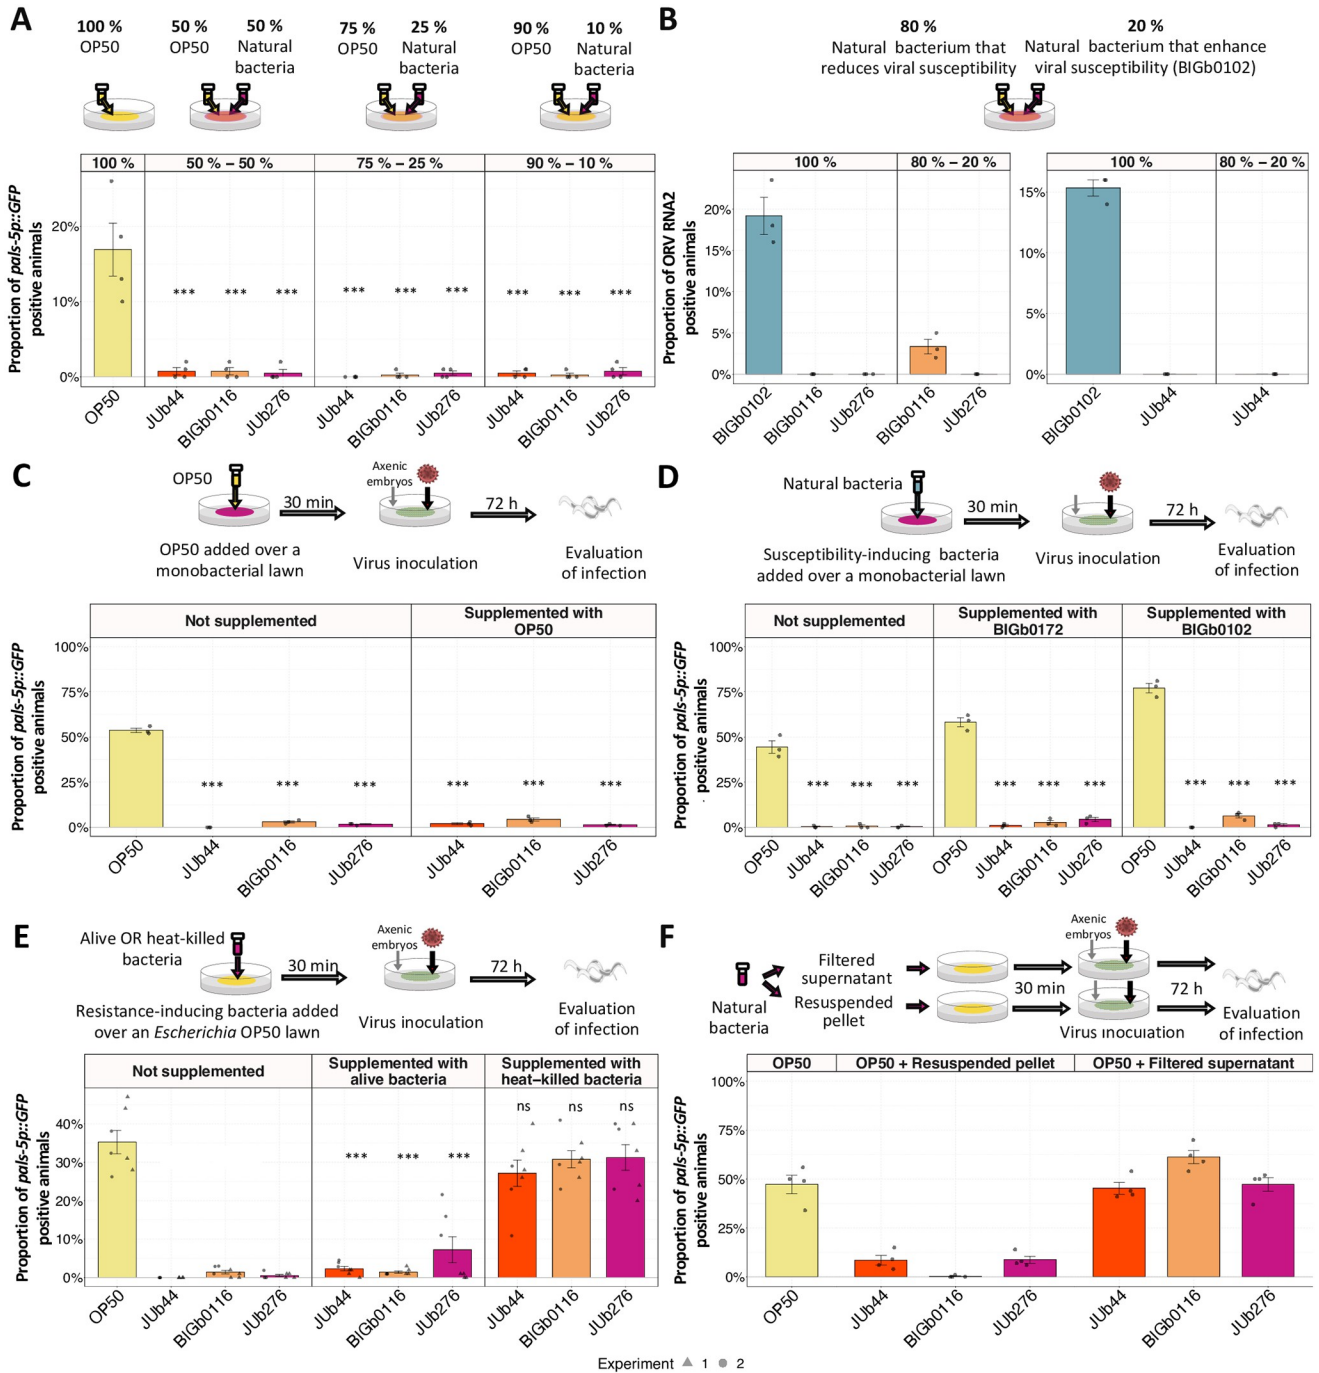 A
100 %
OP50
50 %
OP50
50 %
Natural
bacteria
75 %
OP50
25 %
Natural
bacteria
90 %
OP50
10 %
Natural
bacteria
Proportion of pals-5p::GFP
positive animals
100 %
50 % – 50 %
75 % – 25 %
90 % – 10 %
20%
10%
0%
***
***
***
***
***
***
***
***
***
OP50
JUb44
BIGb0116
JUb276
JUb44
BIGb0116
JUb276
JUb44
BIGb0116
JUb276
B
80 %
Natural bacterium that
reduces viral susceptibility
20 %
Natural bacterium that enhance
viral susceptibility (BIGb0102)
Proportion of ORV RNA2
positive animals
100 %
80 % – 20 %
20%
15%
10%
5%
0%
BIGb0102
BIGb0116
JUb276
BIGb0116
JUb276
100 %
80 % – 20 %
15%
10%
5%
0%
BIGb0102
JUb44
JUb44
C
OP50
30 min
Axenic
embryos
72 h
OP50 added over a
monobacterial lawn
Virus inoculation
Evaluation
of infection
Proportion of pals-5p::GFP
positive animals
Not supplemented
Supplemented with
OP50
100%
75%
50%
25%
0%
***
***
***
***
***
***
OP50
JUb44
BIGb0116
JUb276
JUb44
BIGb0116
JUb276
D
Natural bacteria
30 min
72 h
Susceptibility-inducing bacteria
added over a monobacterial lawn
Virus inoculation
Evaluation
of infection
Proportion of pals-5p::GFP
positive animals
Not supplemented
Supplemented with
BIGb0172
Supplemented with
BIGb0102
100%
75%
50%
25%
0%
***
***
***
***
***
***
***
***
***
OP50
JUb44
BIGb0116
JUb276
OP50
JUb44
BIGb0116
JUb276
OP50
JUb44
BIGb0116
JUb276
E
Alive OR heat-killed
bacteria
30 min
Axenic
embryos
72 h
Resistance-inducing bacteria added
over an Escherichia OP50 lawn
Virus inoculation
Evaluation
of infection
Proportion of pals-5p::GFP
positive animals
Not supplemented
Supplemented with
alive bacteria
Supplemented with
heat–killed bacteria
40%
30%
20%
10%
0%
***
***
***
ns
ns
ns
OP50
JUb44
BIGb0116
JUb276
JUb44
BIGb0116
JUb276
JUb44
BIGb0116
JUb276
Experiment 1 2
F
Natural
bacteria
Filtered
supernatant
Resuspended
pellet
30 min
Axenic
embryos
72 h
Virus inoculation
Evaluation
of infection
Proportion of pals-5p::GFP
positive animals
OP50
OP50 + Resuspended pellet
OP50 + Filtered supernatant
100%
75%
50%
25%
0%
OP50
JUb44
BIGb0116
JUb276
JUb44
BIGb0116
JUb276